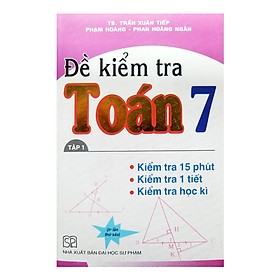 TS. TRẦN XUÂN TIẾP
PHẠM HOÀNG - PHAN HOÀNG NGÂN
Đề kiểm tra
Toán 7
TẬP 1
• Kiểm tra 15 phút
• Kiểm tra 1 tiết
• Kiểm tra học kì
H
M
K
SP
NHÀ XUẤT BẢN ĐẠI HỌC SƯ PHẠM